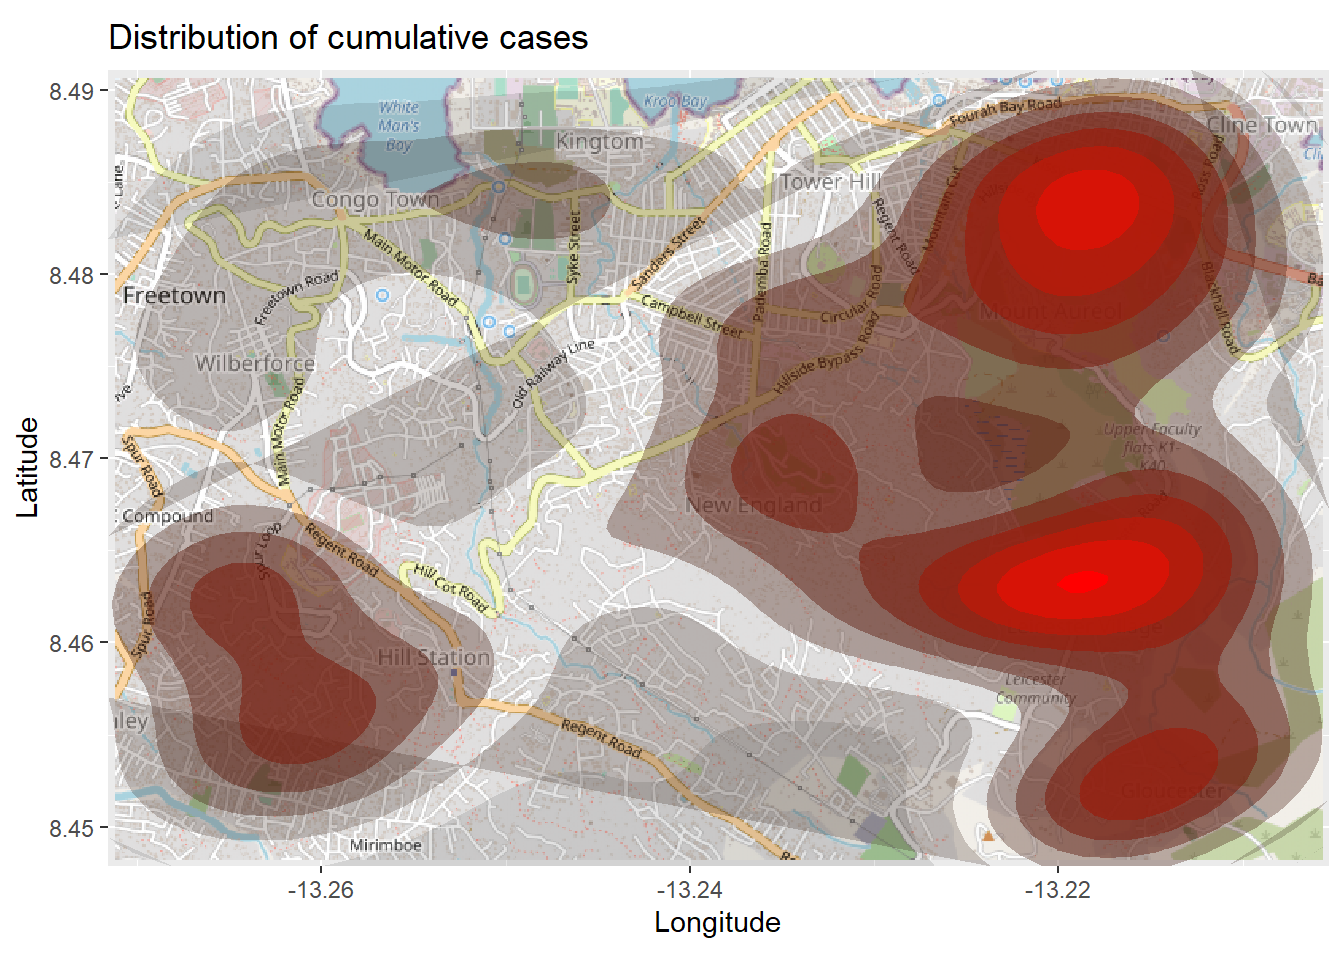 Distribution of cumulative cases
8.49
White
Man's
Bay
Kroo Bay
Kingtom
Sourah Bay Road
Cline Town
Lane
Congo Town
Tower Hill
Ross Road
Mountain Cut
Regent Road
Main Motor Road
Syke Street
Sanders Street
Pademba Road
8.48
Freetown
Freetown Road
Campbell Street
Circular Road
Mount Aureol
Blackhall Road
Ba
Wilberforce
Old Railway Line
Hillside Bypass Road
Main Motor Road
Upper Faculty
flats K1-
K40
8.47
Spur Road
New England
Road
Compound
Spur Loop
Regent Road
Hill Cot Road
Spur Road
8.46
Hill Station
Leicester
Community
Regent Road
Gloucester
8.45
Mirimboe
-13.26
-13.24
-13.22
Longitude
Latitude